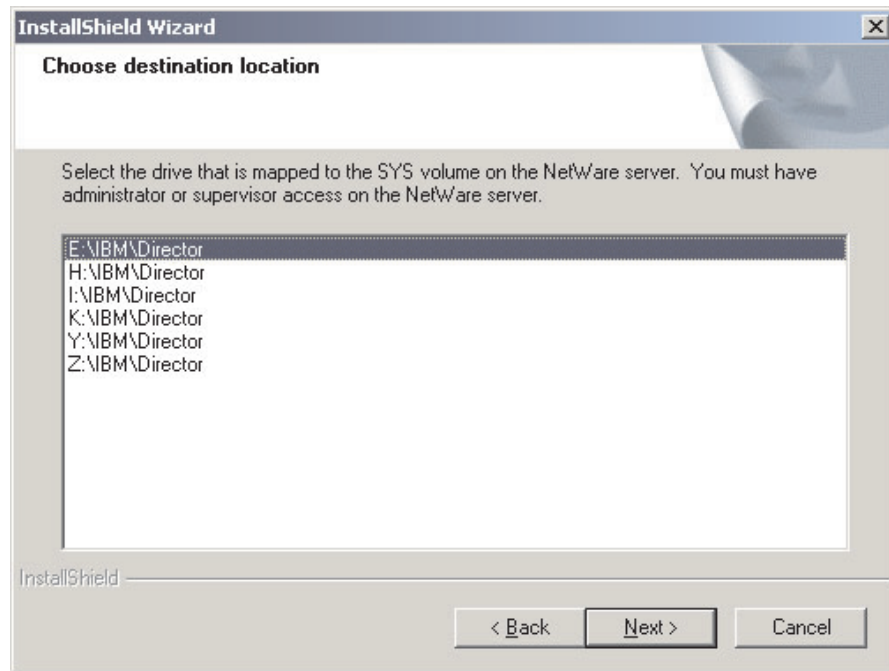 InstallShield Wizard
Choose destination location
Select the drive that is mapped to the SYS volume on the NetWare server. You must have
administrator or supervisor access on the NetWare server.
E:\IBM\Director
H:\IBM\Director
I:\IBM\Director
K:\IBM\Director
Y:\IBM\Director
Z:\IBM\Director
InstallShield
< Back
Next >
Cancel